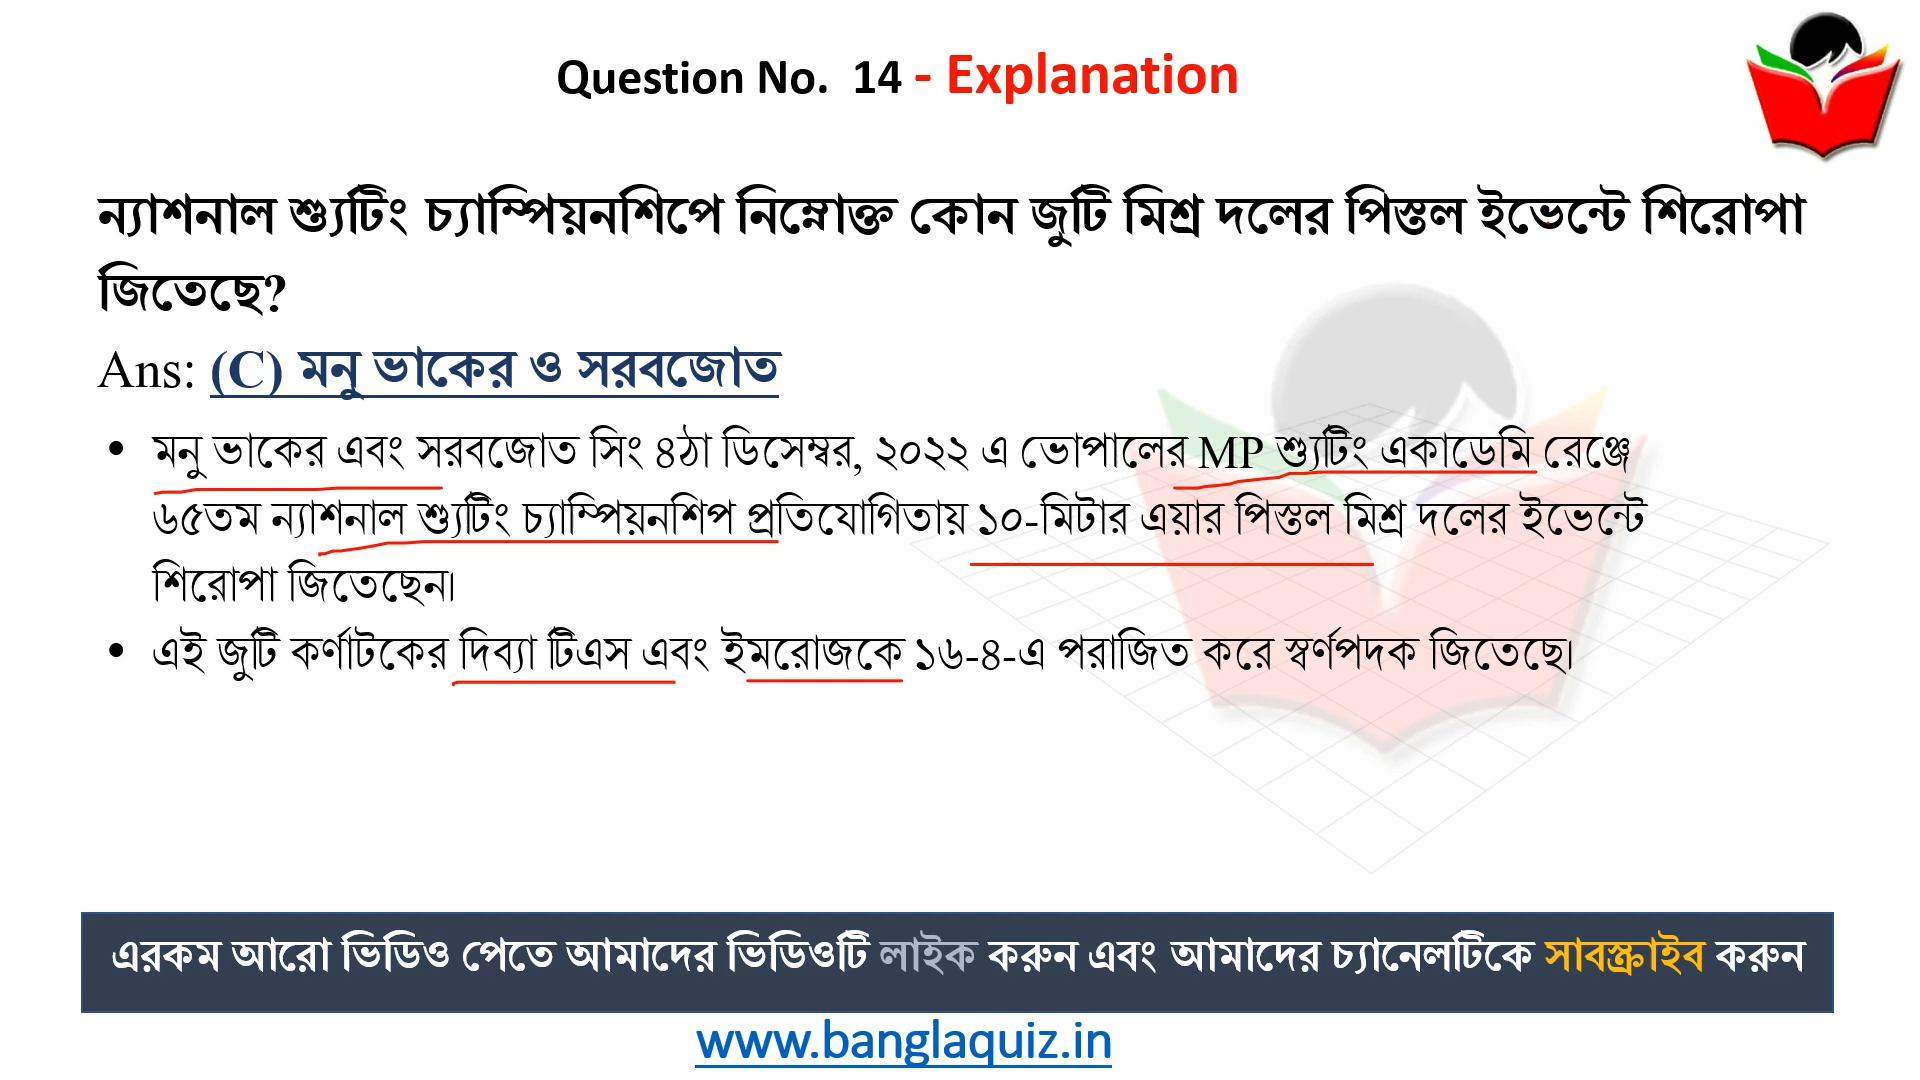 Question No. 14 - Explanation
ন্যাশনাল শ্যুটিং চ্যাম্পিয়নশিপে নিম্নোক্ত কোন জুটি মিশ্র দলের পিস্তল ইভেন্টে শিরোপা
জিতেছে?
Ans: (C) মনু ভাকের ও সরবজোত
• মনু ভাকের এবং সরবজোত সিং ৪ঠা ডিসেম্বর, ২০২২ এ ভোপালের MP শ্যুটিং একাডেমি রেঞ্জে
৬৫তম ন্যাশনাল শ্যুটিং চ্যাম্পিয়নশিপ প্রতিযোগিতায় ১০-মিটার এয়ার পিস্তল মিশ্র দলের ইভেন্টে
শিরোপা জিতেছেন।
• এই জুটি কর্ণাটকের দিব্যা টিএস এবং ইমরোজকে ১৬-৪-এ পরাজিত করে স্বর্ণপদক জিতেছে।
এরকম আরো ভিডিও পেতে আমাদের ভিডিওটি লাইক করুন এবং আমাদের চ্যানেলটিকে সাবস্ক্রাইব করুন
www.banglaquiz.in